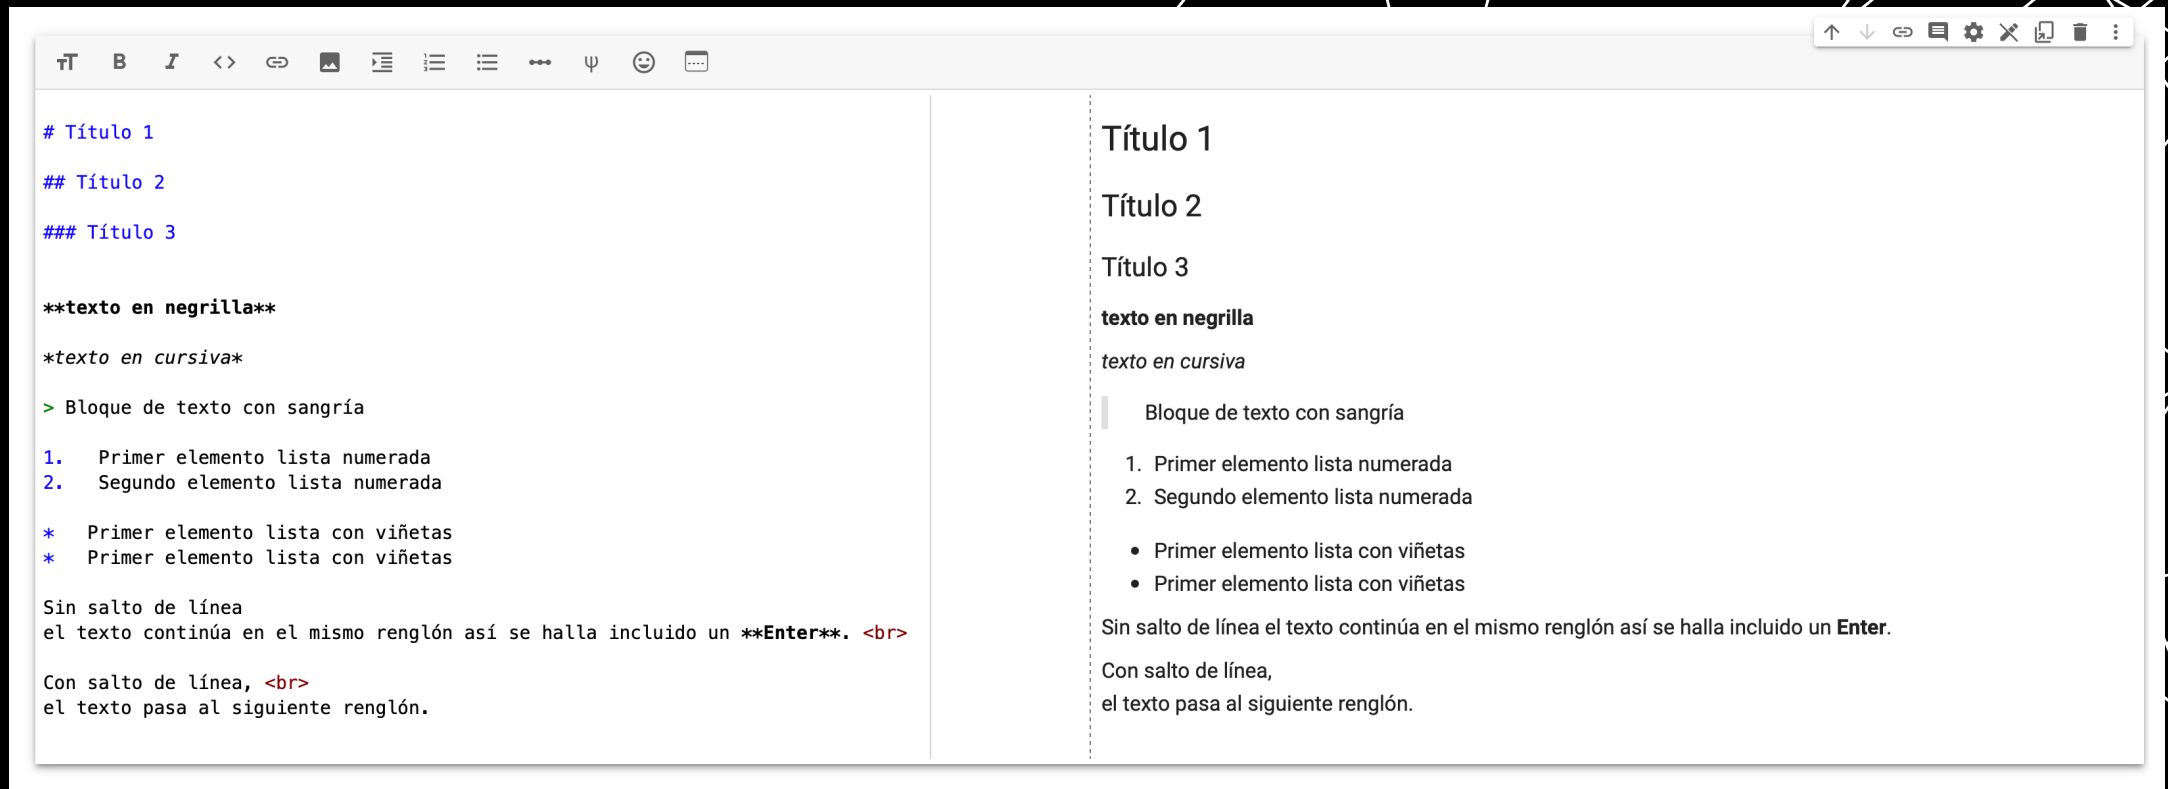 # Título 1
## Título 2
### Título 3
**texto en negrilla**
*texto en cursiva*
> Bloque de texto con sangría
1.   Primer elemento lista numerada
2.   Segundo elemento lista numerada
*   Primer elemento lista con viñetas
*   Primer elemento lista con viñetas
Sin salto de línea
el texto continúa en el mismo renglón así se halla incluido un **Enter**. <br>
Con salto de línea, <br>
el texto pasa al siguiente renglón.
Título 1
Título 2
Título 3
texto en negrilla
texto en cursiva
Bloque de texto con sangría
1. Primer elemento lista numerada
2. Segundo elemento lista numerada
• Primer elemento lista con viñetas
• Primer elemento lista con viñetas
Sin salto de línea el texto continúa en el mismo renglón así se halla incluido un Enter.
Con salto de línea,
el texto pasa al siguiente renglón.